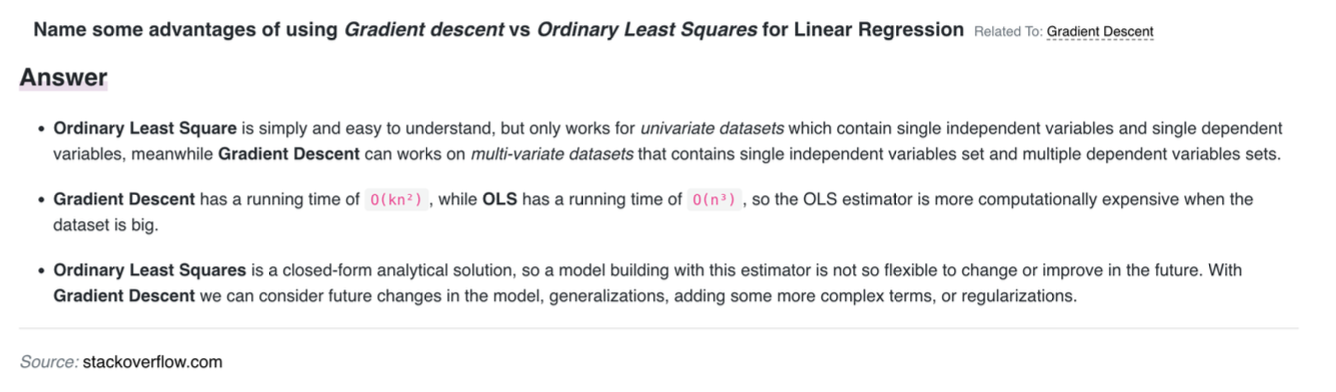 Name some advantages of using Gradient descent vs Ordinary Least Squares for Linear Regression Related To: Gradient Descent
Answer
• Ordinary Least Square is simply and easy to understand, but only works for univariate datasets which contain single independent variables and single dependent
variables, meanwhile Gradient Descent can works on multi-variate datasets that contains single independent variables set and multiple dependent variables sets.
• Gradient Descent has a running time of O(kn²) , while OLS has a running time of O(n³) , so the OLS estimator is more computationally expensive when the
dataset is big.
• Ordinary Least Squares is a closed-form analytical solution, so a model building with this estimator is not so flexible to change or improve in the future. With
Gradient Descent we can consider future changes in the model, generalizations, adding some more complex terms, or regularizations.
Source: stackoverflow.com